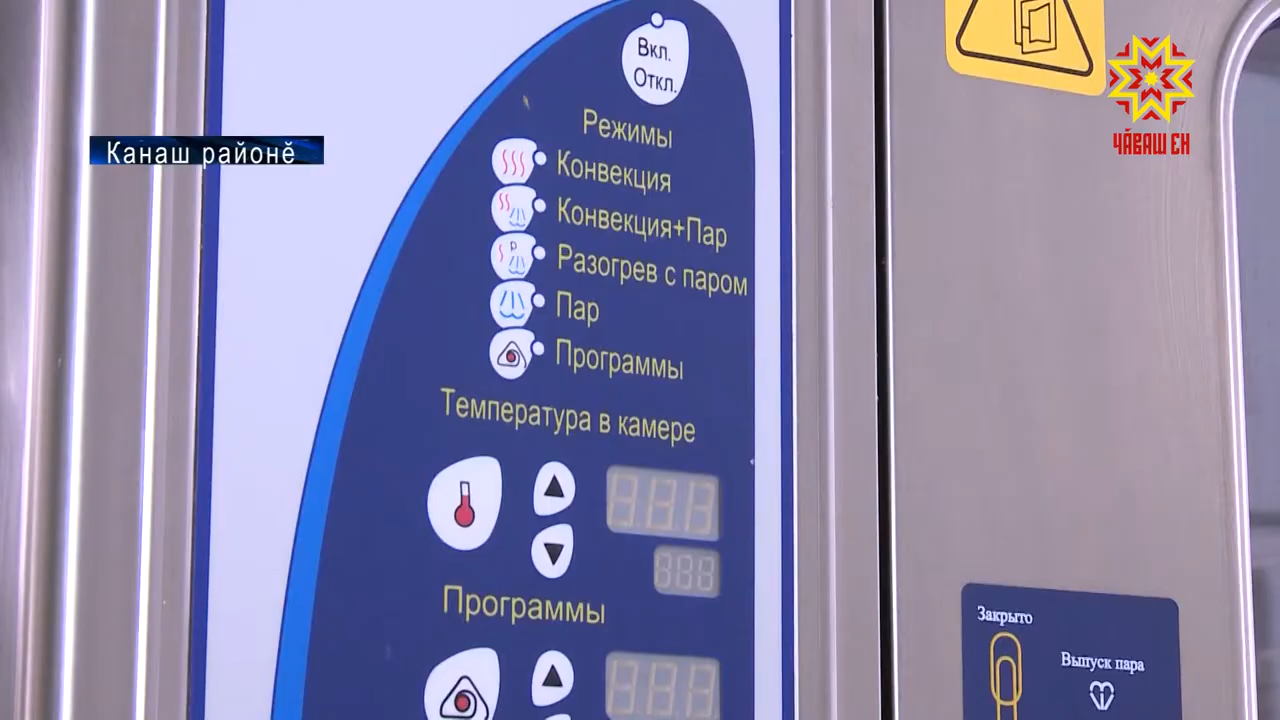 Вкл.
Откл.
Режимы
Конвекция
Конвекция+Пар
Разогрев с паром
Пар
Программы
Температура в камере
Программы
Закрыто
Выпуск пара
Канаш районӗ
ЧӐВАШ ЕН